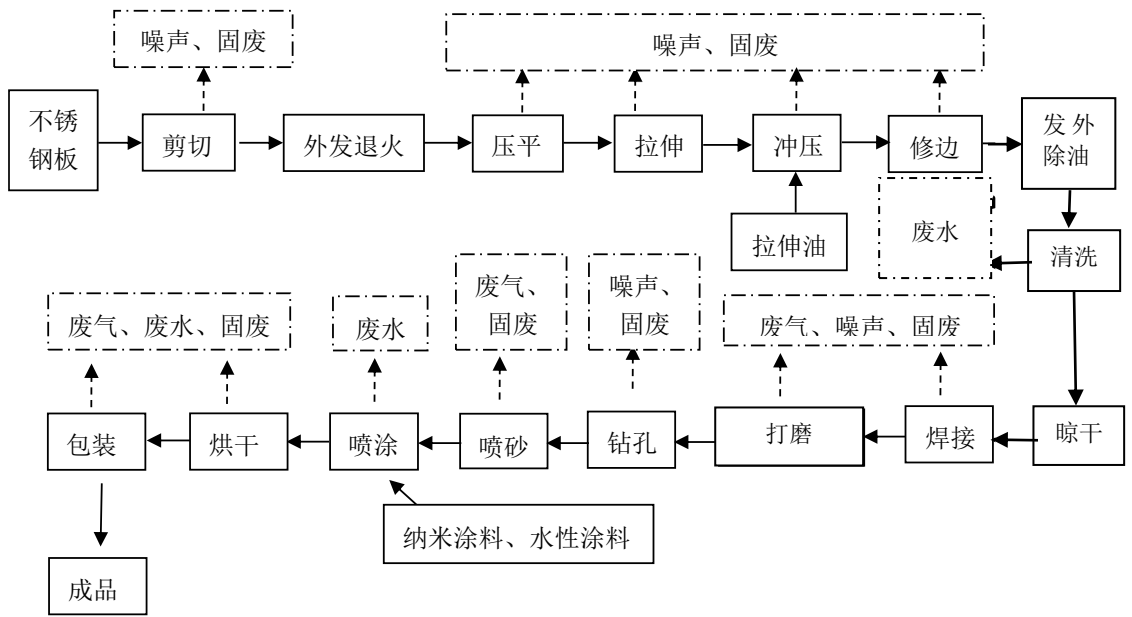 噪声、固废
噪声、固废
不锈
钢板
剪切
外发退火
压平
拉伸
冲压
修边
发 外
除油
拉伸油
废水
清洗
废气、废水、固废
废水
废气、
固废
噪声、
固废
废气、噪声、固废
包装
烘干
喷涂
喷砂
钻孔
打磨
焊接
晾干
纳米涂料、水性涂料
成品